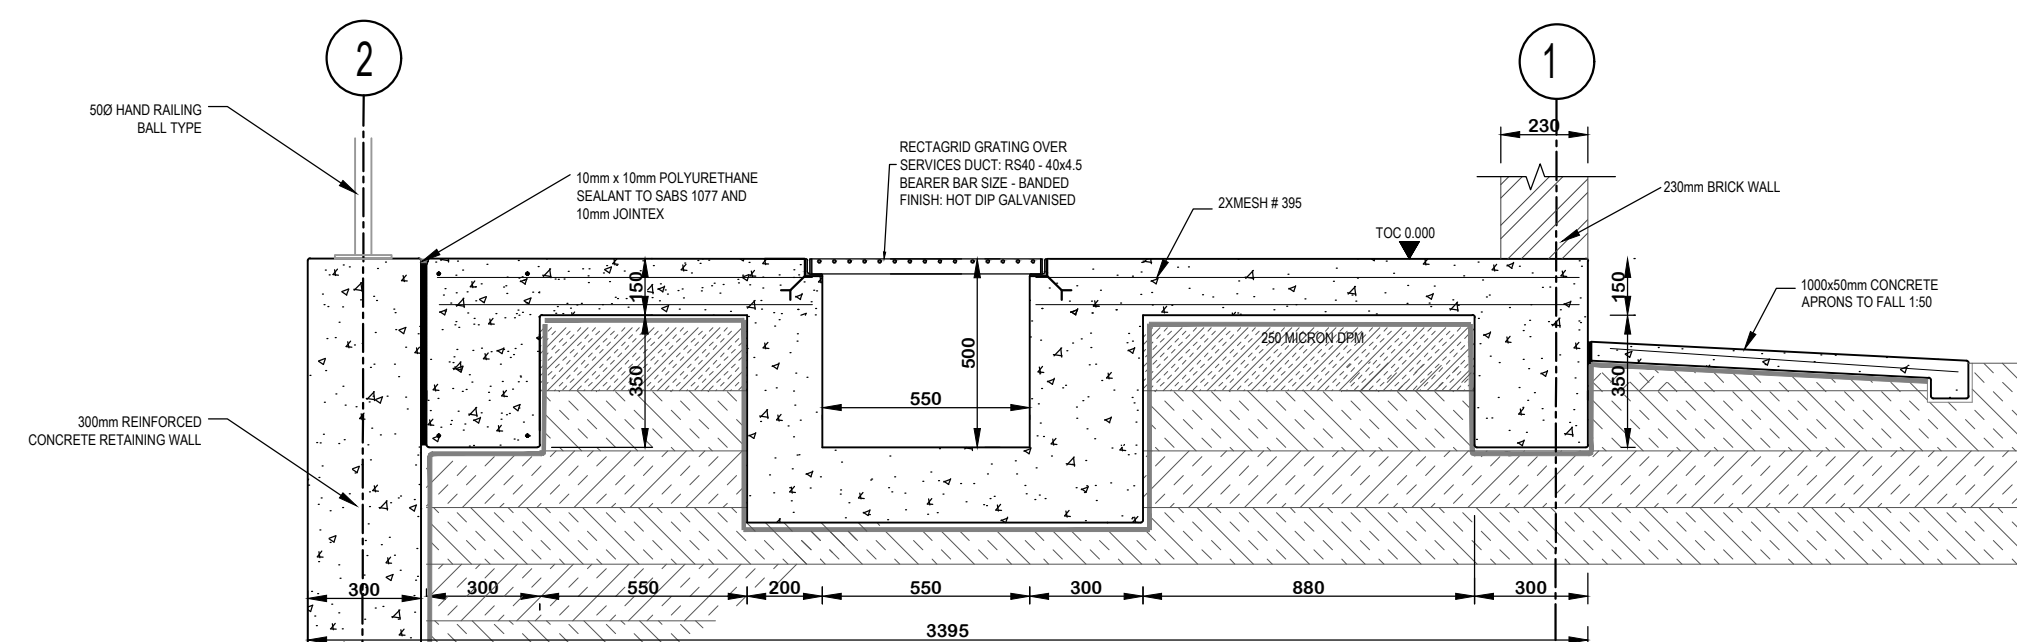 2
1
50Ø HAND RAILING
BALL TYPE
10mm x 10mm POLYURETHANE
SEALANT TO SABS 1077 AND
10mm JOINTEX
RECTAGRID GRATING OVER
SERVICES DUCT: RS40 - 40x4.5
BEARER BAR SIZE - BANDED
FINISH: HOT DIP GALVANISED
2XMESH # 395
TOC 0.000
230
230mm BRICK WALL
1000x50mm CONCRETE
APRONS TO FALL 1:50
150
350
500
550
250 MICRON DPM
150
350
300mm REINFORCED
CONCRETE RETAINING WALL
300
300
550
200
550
300
880
300
3395